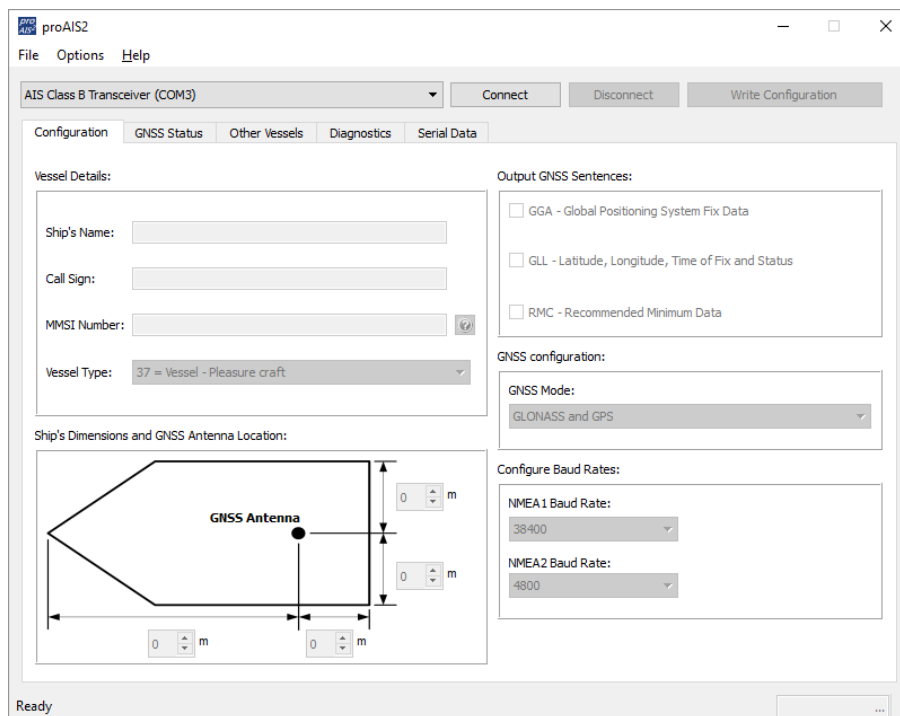 pro AIS2 proAIS2
File Options Help
AIS Class B Transceiver (COM3) Connect Disconnect Write Configuration
Configuration GNSS Status Other Vessels Diagnostics Serial Data
Vessel Details:
Ship's Name:
Call Sign:
MMSI Number: ?
Vessel Type: 37 = Vessel - Pleasure craft
Ship's Dimensions and GNSS Antenna Location:
GNSS Antenna
0 m
0 m
0 m 0 m
Output GNSS Sentences:
GGA - Global Positioning System Fix Data
GLL - Latitude, Longitude, Time of Fix and Status
RMC - Recommended Minimum Data
GNSS configuration:
GNSS Mode:
GLONASS and GPS
Configure Baud Rates:
NMEA1 Baud Rate:
38400
NMEA2 Baud Rate:
4800
Ready ...